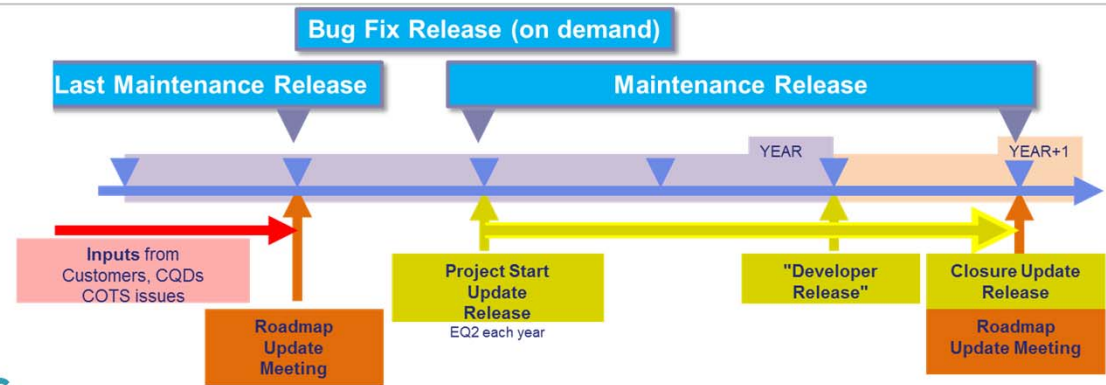 Bug Fix Release (on demand)
Last Maintenance Release
Maintenance Release
YEAR
YEAR+1
Inputs from
Customers, CQDs
COTS issues
Roadmap
Update
Meeting
Project Start
Update
Release
EQ2 each year
"Developer
Release"
Closure Update
Release
Roadmap
Update Meeting